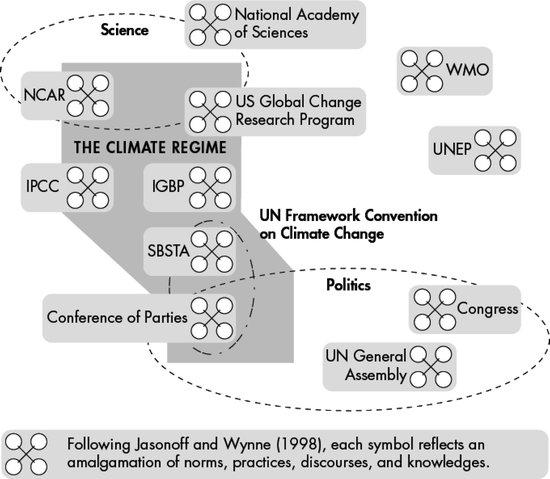 National Academy
of Sciences
Science
WMO
NCAR
US Global Change
Research Program
UNEP
THE CLIMATE REGIME
IPCC
IGBP
UN Framework Convention
on Climate Change
SBSTA
Politics
Congress
Conference of Parties
UN General
Assembly
Following Jasonoff and Wynne (1998), each symbol reflects an
amalgamation of norms, practices, discourses, and knowledges.